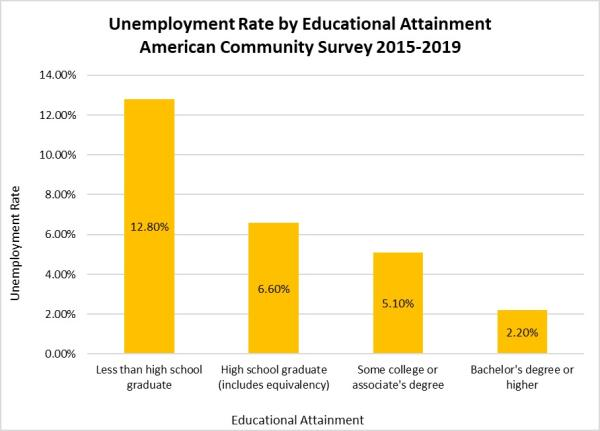 Unemployment Rate by Educational Attainment
American Community Survey 2015-2019
14.00%
12.00%
10.00%
8.00%
6.00%
4.00%
2.00%
0.00%
Unemployment Rate
12.80%
6.60%
5.10%
2.20%
Less than high school
graduate
High school graduate
(includes equivalency)
Some college or
associate's degree
Bachelor's degree or
higher
Educational Attainment